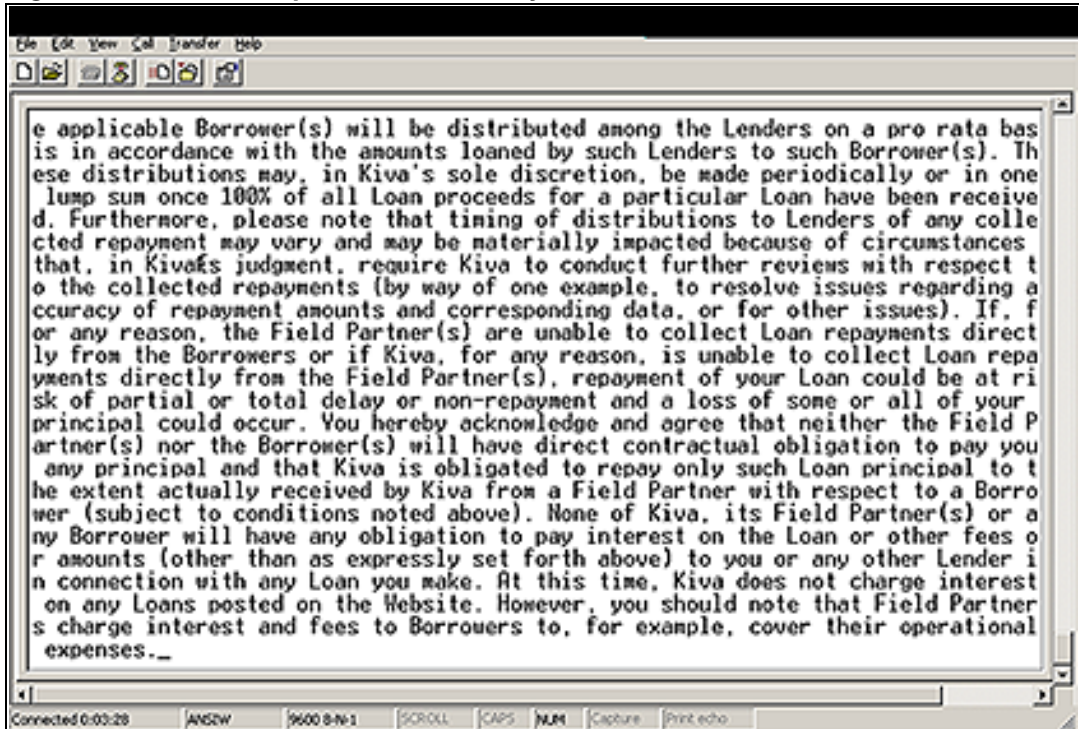 File Edit View Call Transfer Help
e applicable Borrower(s) will be distributed among the Lenders on a pro rata bas
is in accordance with the amounts loaned by such Lenders to such Borrower(s). Th
ese distributions may, in Kiva's sole discretion, be made periodically or in one
 lump sum once 100% of all Loan proceeds for a particular Loan have been receive
d. Furthermore, please note that timing of distributions to Lenders of any colle
cted repayment may vary and may be materially impacted because of circumstances
that, in KivaÉs judgment, require Kiva to conduct further reviews with respect t
o the collected repayments (by way of one example, to resolve issues regarding a
ccuracy of repayment amounts and corresponding data, or for other issues). If, f
or any reason, the Field Partner(s) are unable to collect Loan repayments direct
ly from the Borrowers or if Kiva, for any reason, is unable to collect Loan repa
yments directly from the Field Partner(s), repayment of your Loan could be at ri
sk of partial or total delay or non-repayment and a loss of some or all of your
principal could occur. You hereby acknowledge and agree that neither the Field P
artner(s) nor the Borrower(s) will have direct contractual obligation to pay you
 any principal and that Kiva is obligated to repay only such Loan principal to t
he extent actually received by Kiva from a Field Partner with respect to a Borro
wer (subject to conditions noted above). None of Kiva, its Field Partner(s) or a
ny Borrower will have any obligation to pay interest on the Loan or other fees o
r amounts (other than as expressly set forth above) to you or any other Lender i
n connection with any Loan you make. At this time, Kiva does not charge interest
 on any Loans posted on the Website. However, you should note that Field Partner
s charge interest and fees to Borrowers to, for example, cover their operational
 expenses._
Connected 0:03:28 ANSIW 9600 8-N-1 SCROLL CAPS NUM Capture Print echo